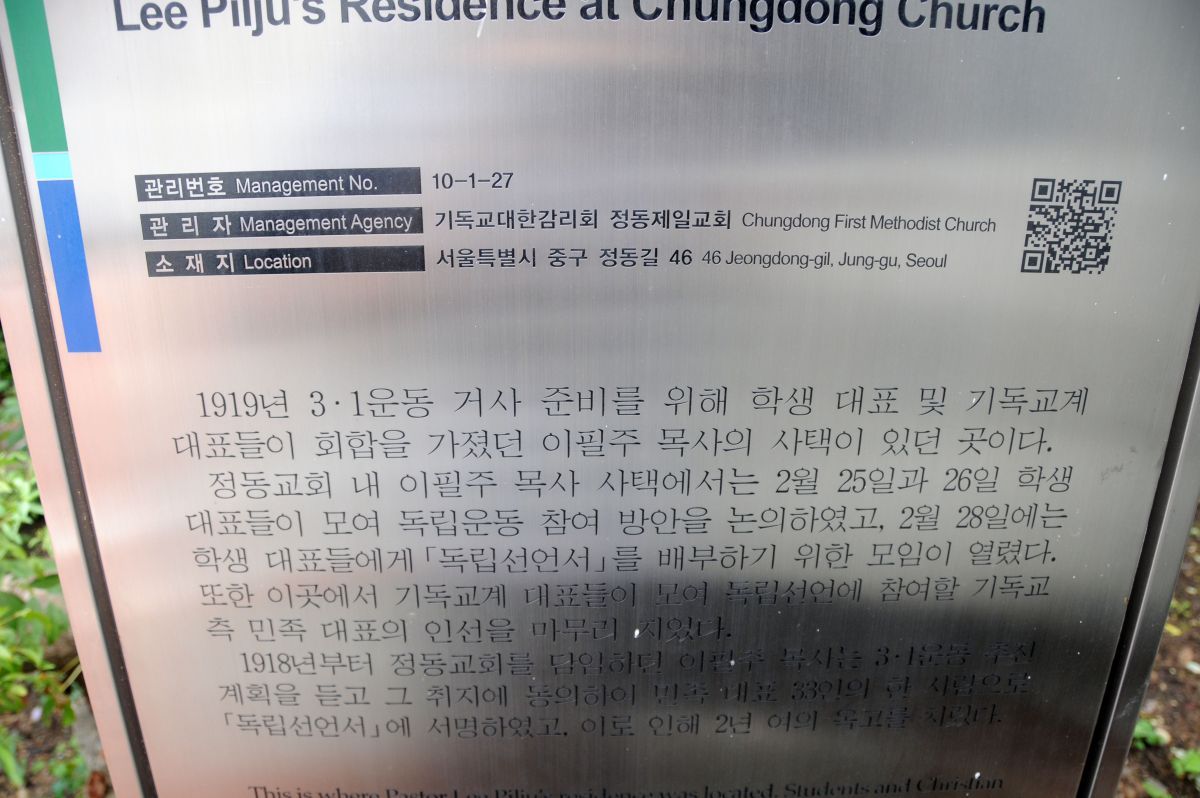 Lee Pilju's Residence at Chungdong Church
관리번호 Management No. 10-1-27
관 리 자 Management Agency 기독교대한감리회 정동제일교회 Chungdong First Methodist Church
소 재 지 Location 서울특별시 중구 정동길 46 46 Jeongdong-gil, Jung-gu, Seoul
1919년 3·1운동 거사 준비를 위해 학생 대표 및 기독교계
대표들이 회합을 가졌던 이필주 목사의 사택이 있던 곳이다.
정동교회 내 이필주 목사 사택에서는 2월 25일과 26일 학생
대표들이 모여 독립운동 참여 방안을 논의하였고, 2월 28일에는
학생 대표들에게 「독립선언서」를 배부하기 위한 모임이 열렸다.
또한 이곳에서 기독교계 대표들이 모여 독립선언에 참여할 기독교
측 민족 대표의 인선을 마무리 지었다.
1918년부터 정동교회를 담임하던 이필주 목사는 3·1운동 추진
계획을 듣고 그 취지에 동의하여 민족 대표 33인의 한 사람으로
「독립선언서」에 서명하였고, 이로 인해 2년 여의 옥고를 치렀다.
This is where Pastor Lee Pilju's residence was located. Students and Christian